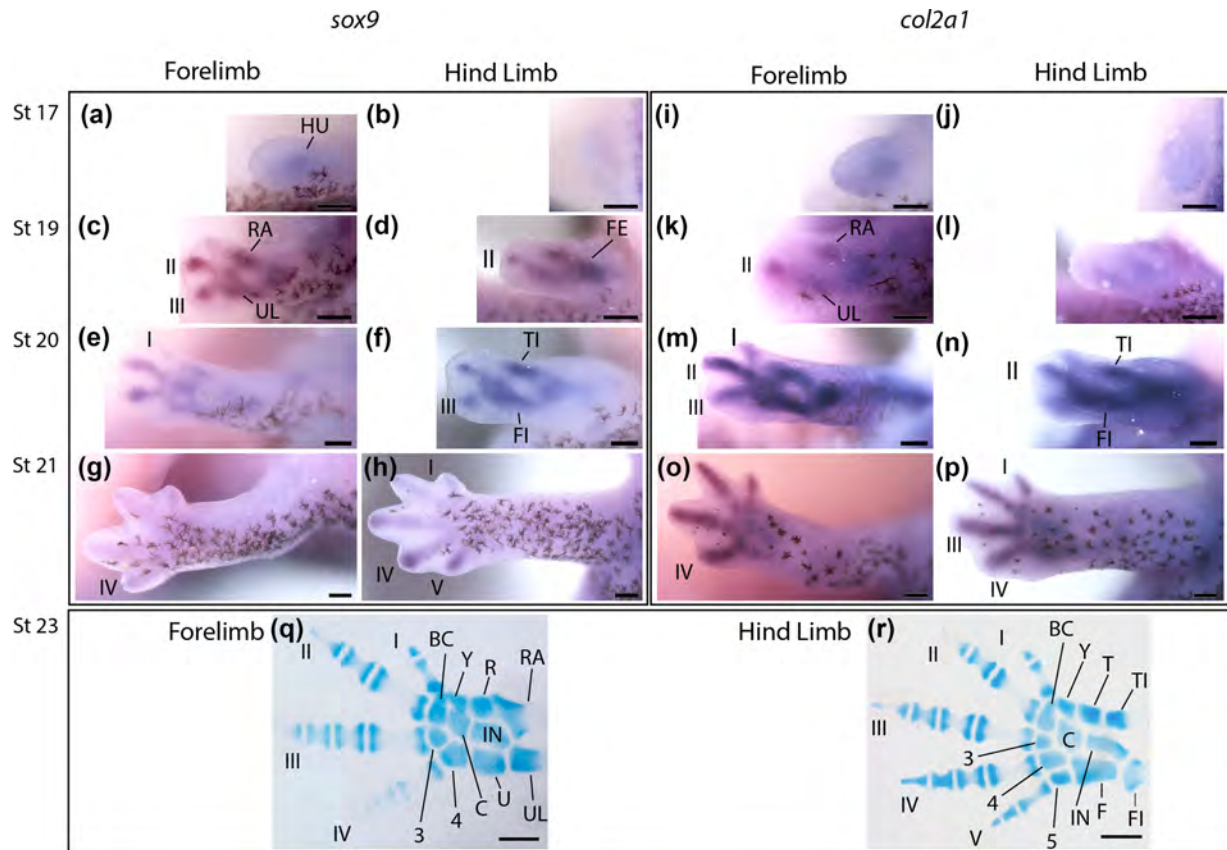 sox9 col2a1
Forelimb Hind Limb Forelimb Hind Limb
St 17 (a) HU (b) (i) (j)
St 19 (c) RA II III UL (d) FE II (k) RA II UL (l)
St 20 (e) I (f) TI III FI (m) I II III (n) TI II FI
St 21 (g) IV (h) I IV V (o) IV (p) I III IV
St 23 Forelimb (q) Hind Limb (r)
II I BC Y R RA II I BC Y T TI
IN C
III III 3
IV 3 4 C U UL IV V 4 5 IN F FI